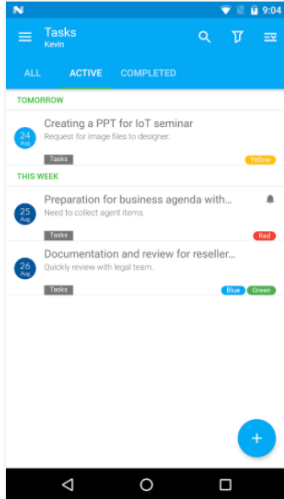 N 9:04
Tasks
Kevin
ALL ACTIVE COMPLETED
TOMORROW
24
Aug
Creating a PPT for IoT seminar
Request for image files to designer.
Tasks Yellow
THIS WEEK
25
Aug
Preparation for business agenda with...
Need to collect agent items.
Tasks Red
26
Aug
Documentation and review for reseller...
Quickly review with legal team.
Tasks Blue Green